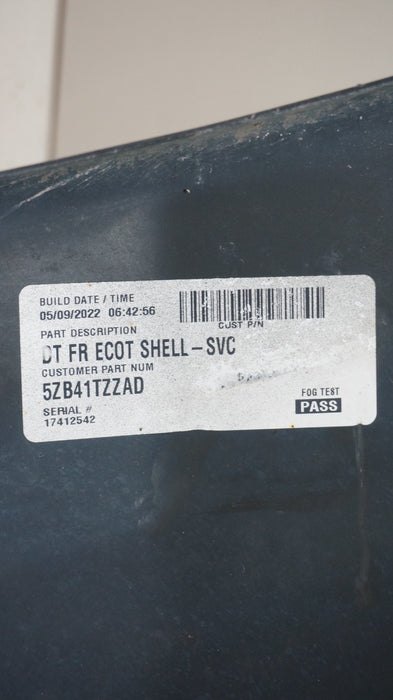 BUILD DATE / TIME
05/09/2022 06:42:56
CUST P/N
PART DESCRIPTION
DT FR ECOT SHELL-SVC
CUSTOMER PART NUM
5ZB41TZZAD
FOG TEST
PASS
SERIAL #
17412542